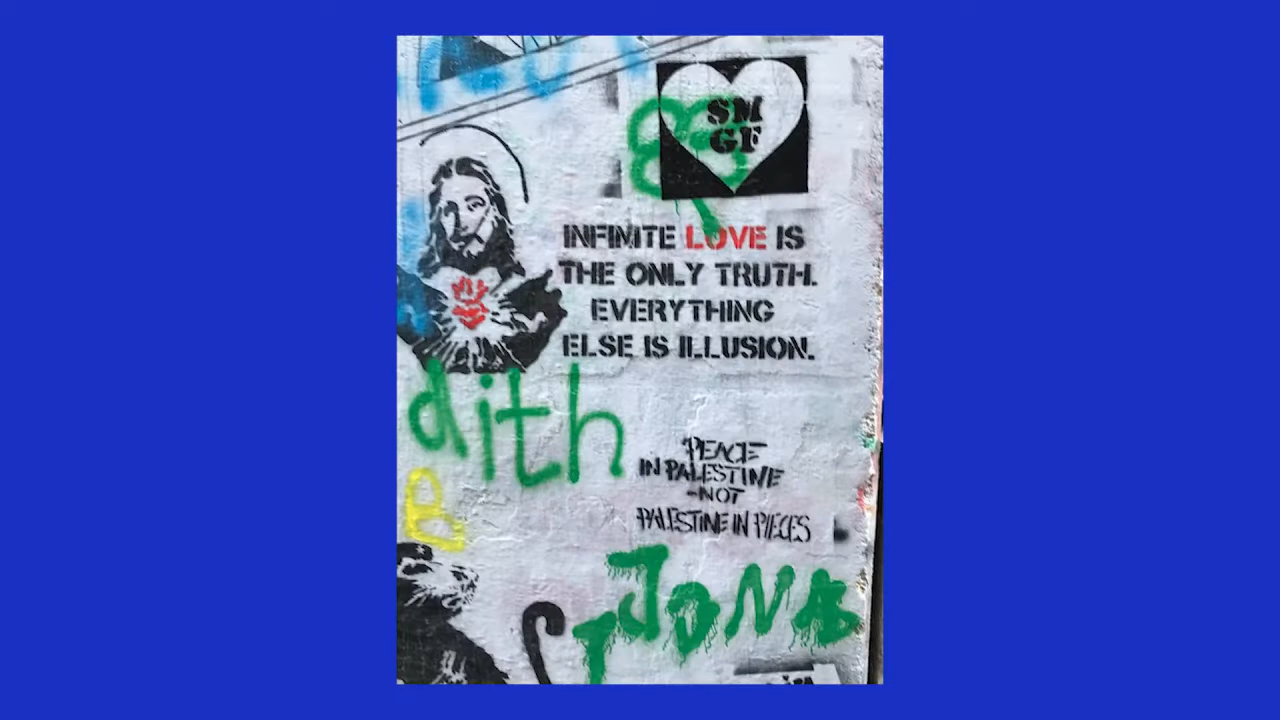 SM
GF
INFINITE LOVE IS
THE ONLY TRUTH.
EVERYTHING
ELSE IS ILLUSION.
dith
PEACE
IN PALESTINE
-NOT
PALESTINE IN PIECES
B
JONAS